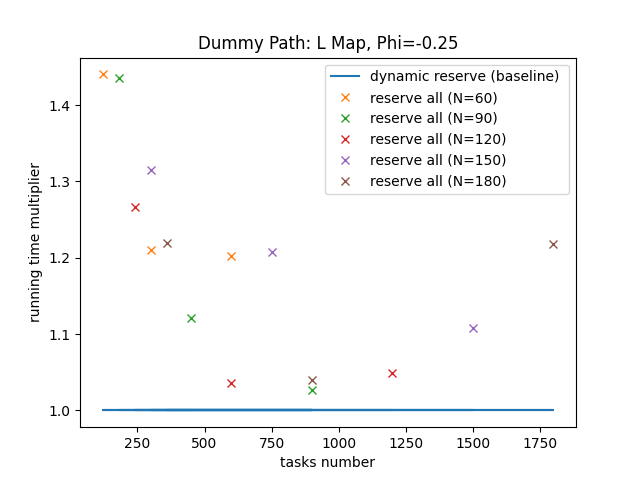 Dummy Path: L Map, Phi=-0.25
dynamic reserve (baseline)
reserve all (N=60)
reserve all (N=90)
reserve all (N=120)
reserve all (N=150)
reserve all (N=180)
running time multiplier
1.4
1.3
1.2
1.1
1.0
250 500 750 1000 1250 1500 1750
tasks number